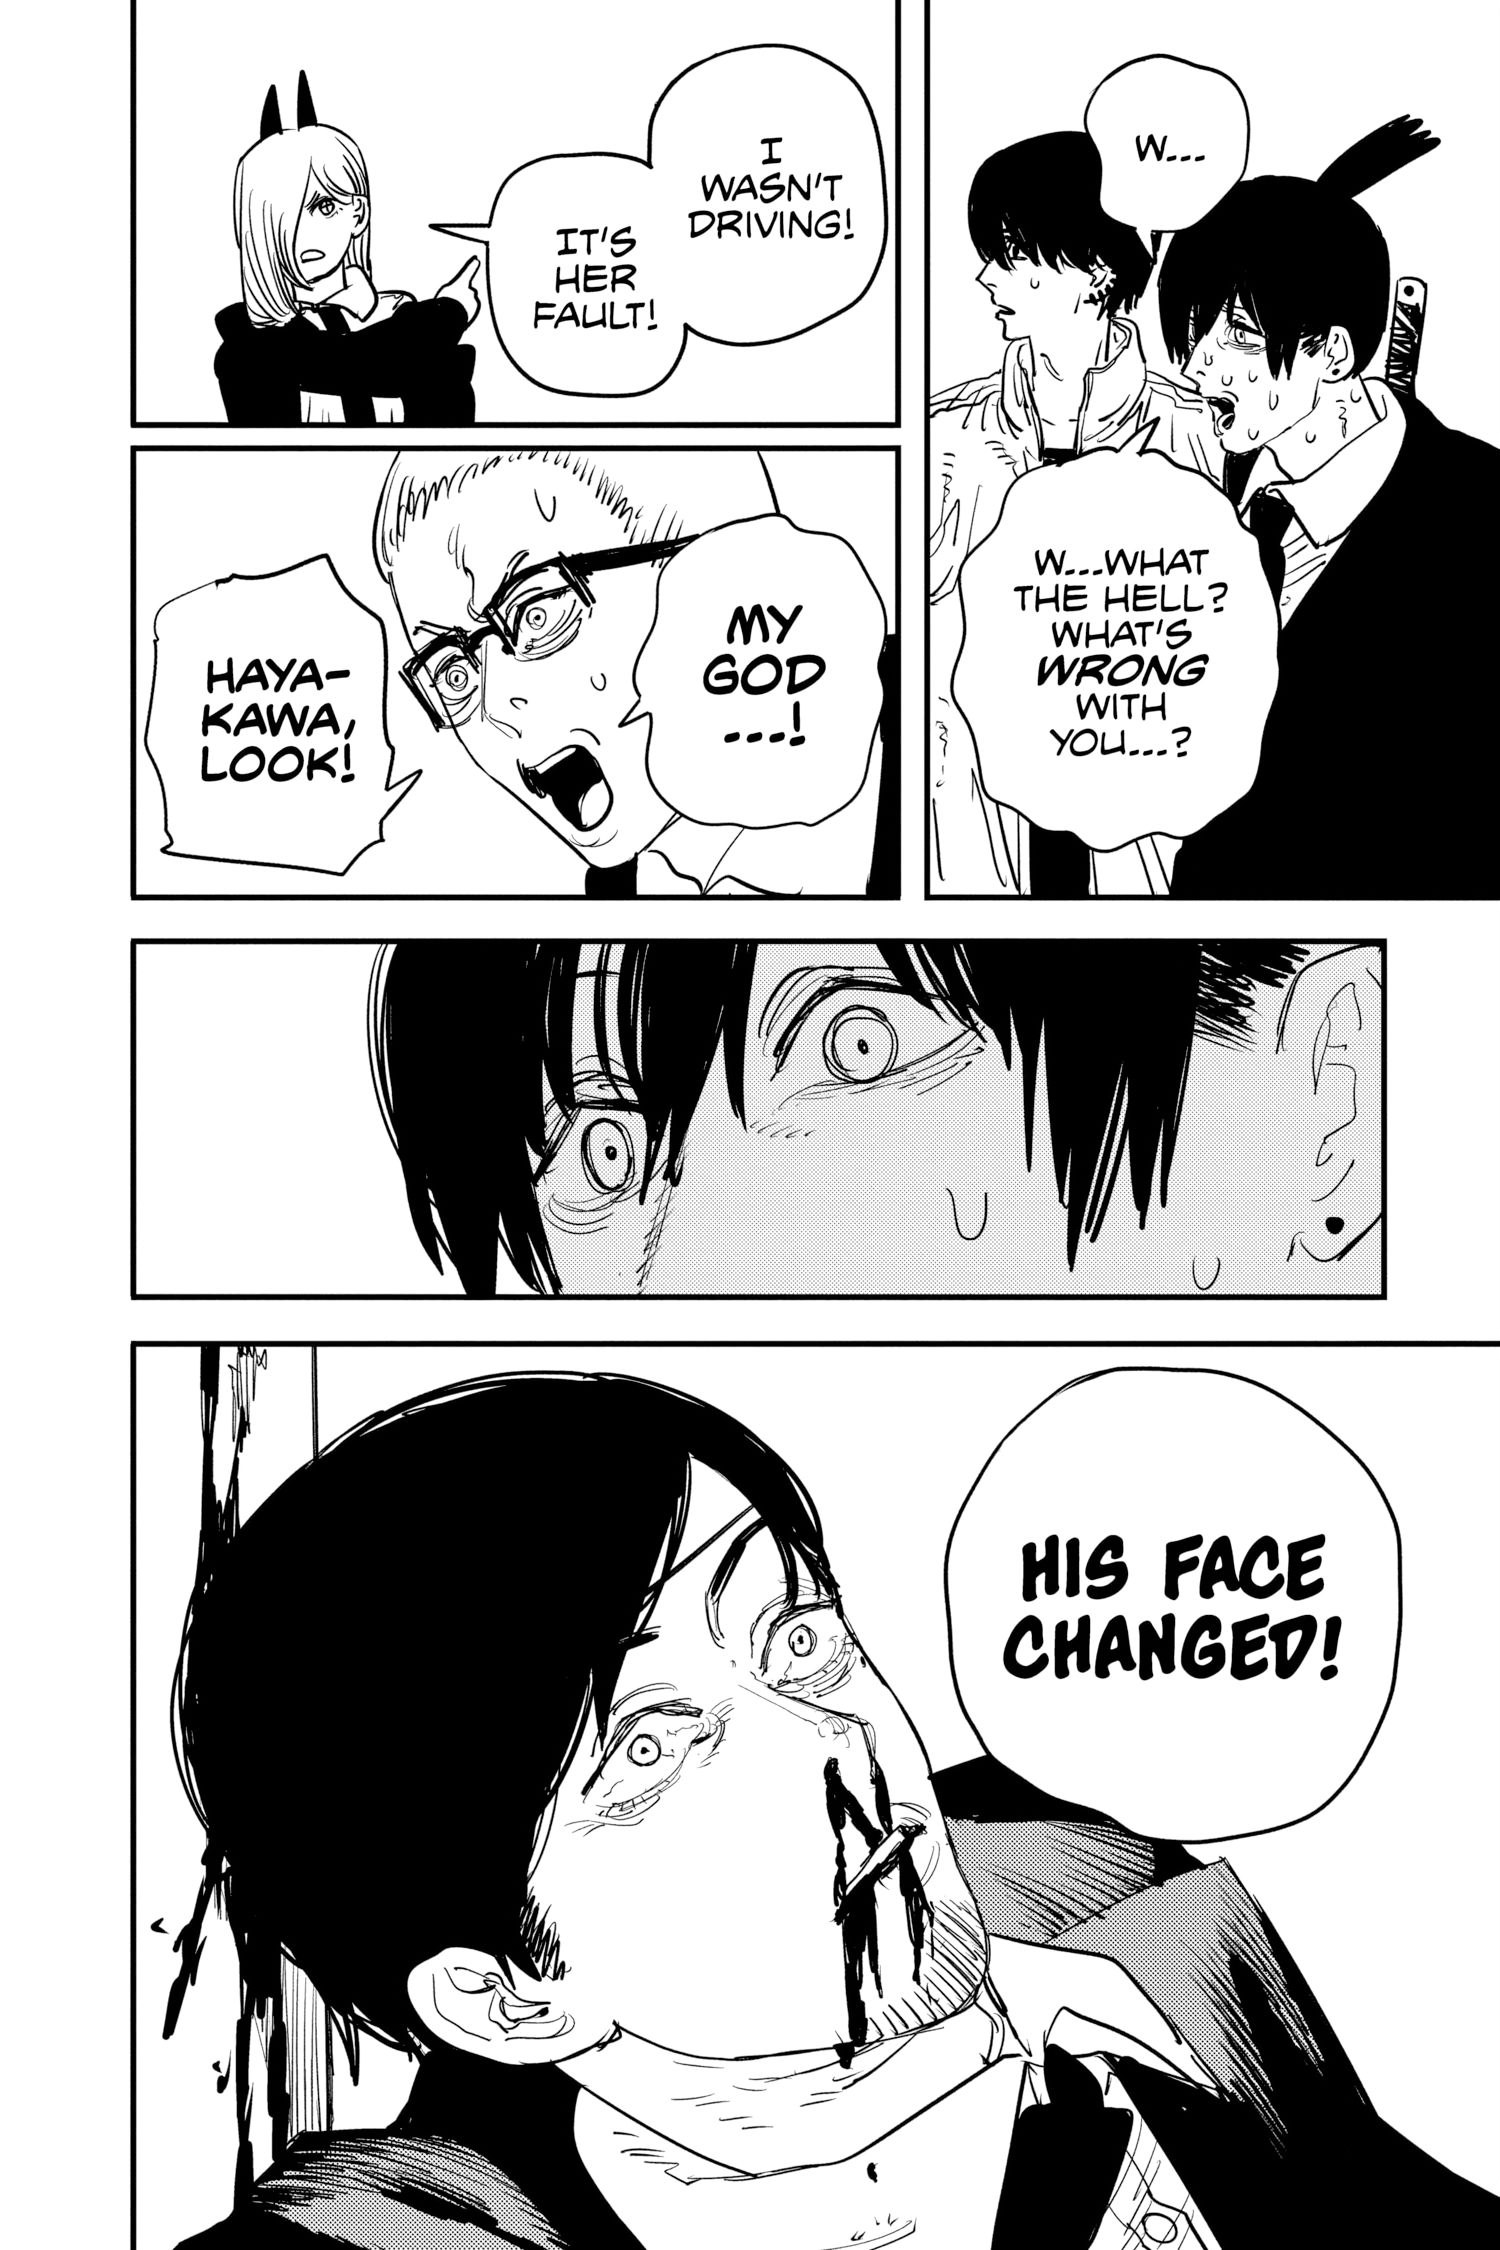 W...
W...WHAT
THE HELL?
WHAT'S
WRONG
WITH
YOU...?
I
WASN'T
DRIVING!
IT'S
HER
FAULT!
MY
GOD
...!
HAYA-
KAWA,
LOOK!
HIS FACE
CHANGED!